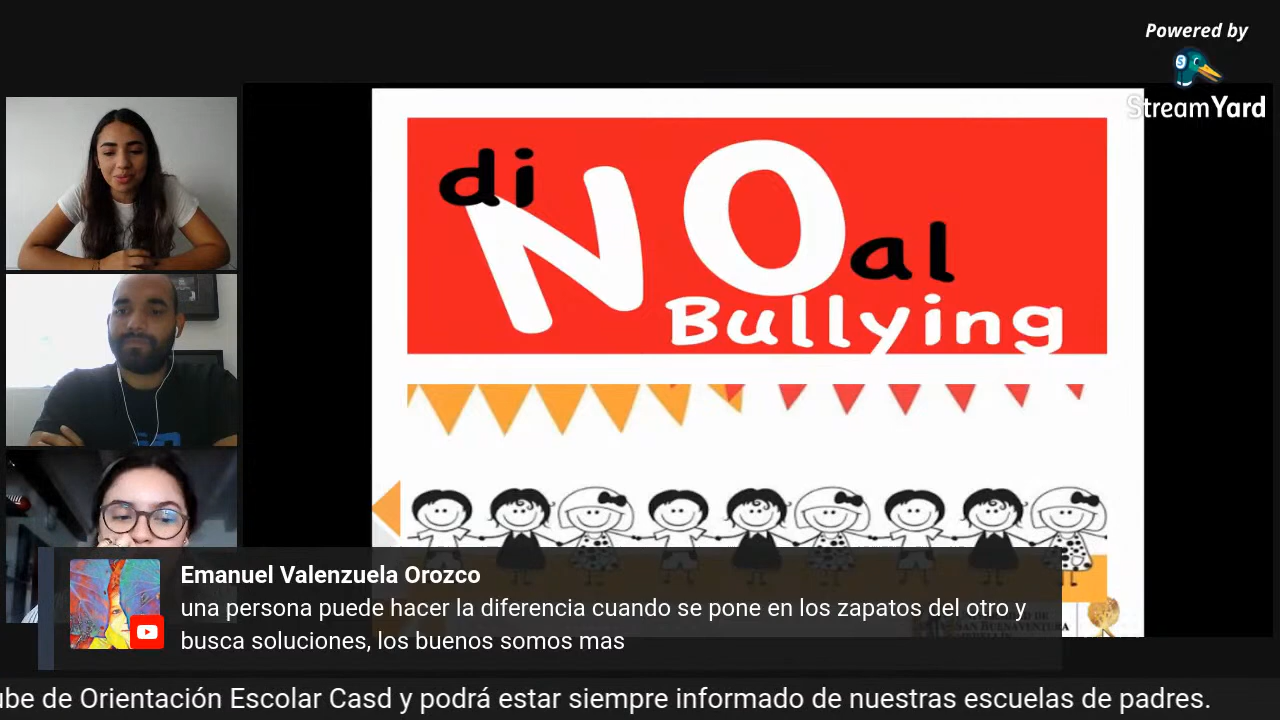 Powered by
StreamYard
di
NO
al
Bullying
Emanuel Valenzuela Orozco
una persona puede hacer la diferencia cuando se pone en los zapatos del otro y
busca soluciones, los buenos somos mas
SAN BUENAVENTURA
ube de Orientación Escolar Casd y podrá estar siempre informado de nuestras escuelas de padres.